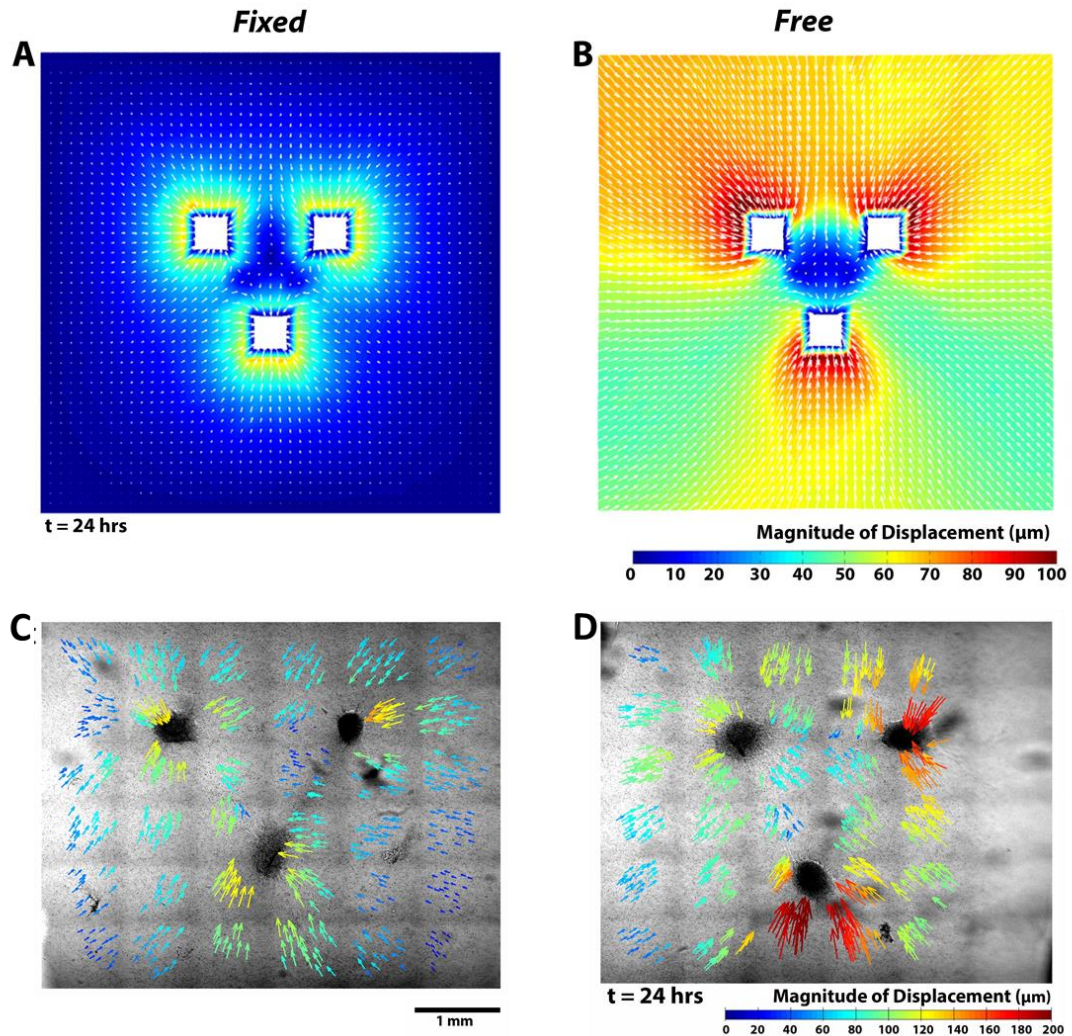 Fixed
Free
A
B
t = 24 hrs
Magnitude of Displacement (μm)
0 10 20 30 40 50 60 70 80 90 100
C
D
1 mm
t = 24 hrs
Magnitude of Displacement (μm)
0 20 40 60 80 100 120 140 160 180 200